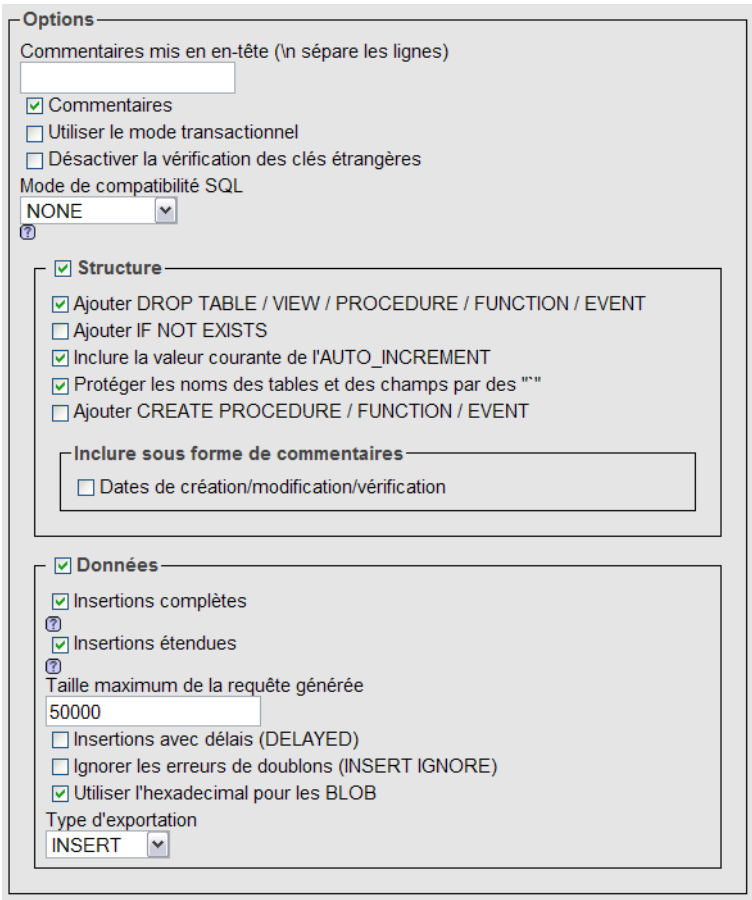 Options
Commentaires mis en en-tête (\n sépare les lignes)
Commentaires
Utiliser le mode transactionnel
Désactiver la vérification des clés étrangères
Mode de compatibilité SQL
NONE
?
Structure
Ajouter DROP TABLE / VIEW / PROCEDURE / FUNCTION / EVENT
Ajouter IF NOT EXISTS
Inclure la valeur courante de l'AUTO_INCREMENT
Protéger les noms des tables et des champs par des "`"
Ajouter CREATE PROCEDURE / FUNCTION / EVENT
Inclure sous forme de commentaires
Dates de création/modification/vérification
Données
Insertions complètes
?
Insertions étendues
?
Taille maximum de la requête générée
50000
Insertions avec délais (DELAYED)
Ignorer les erreurs de doublons (INSERT IGNORE)
Utiliser l'hexadecimal pour les BLOB
Type d'exportation
INSERT